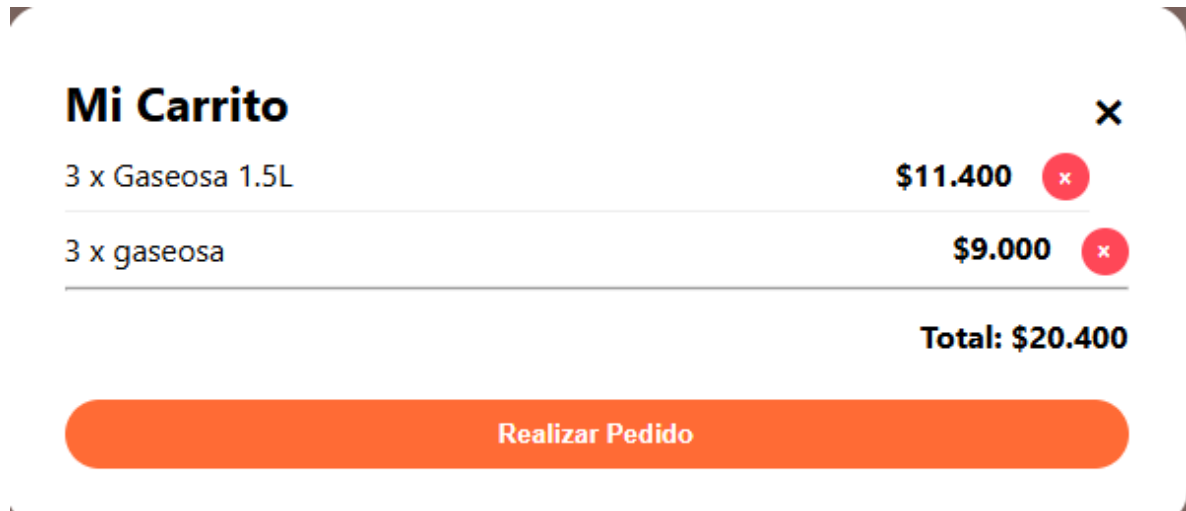 Mi Carrito ×
3 x Gaseosa 1.5L $11.400 ×
3 x gaseosa $9.000 ×
Total: $20.400
Realizar Pedido